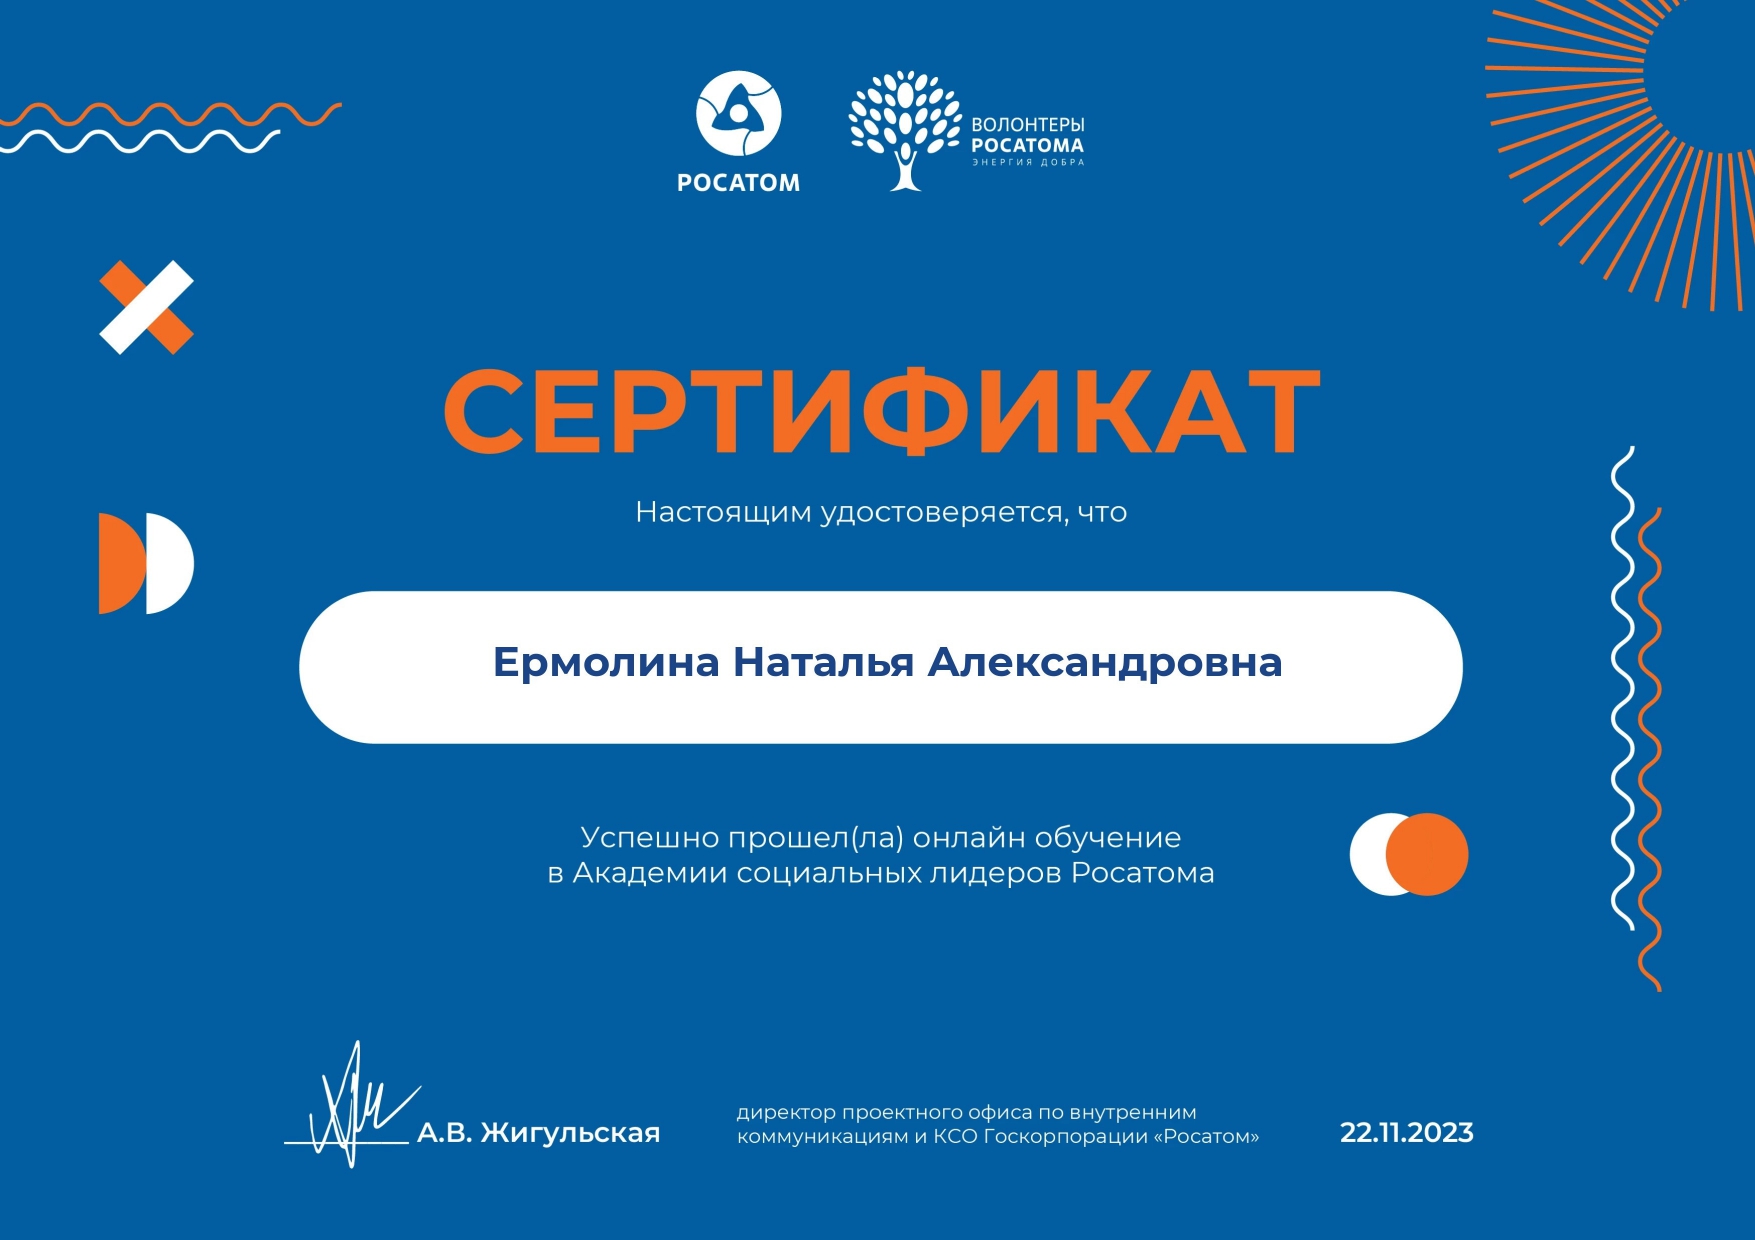 РОСАТОМ
ВОЛОНТЕРЫ
РОСАТОМА
ЭНЕРГИЯ ДОБРА
СЕРТИФИКАТ
Настоящим удостоверяется, что
Ермолина Наталья Александровна
Успешно прошел(ла) онлайн обучение
в Академии социальных лидеров Росатома
А.В. Жигульская
директор проектного офиса по внутренним
коммуникациям и КСО Госкорпорации «Росатом»
22.11.2023